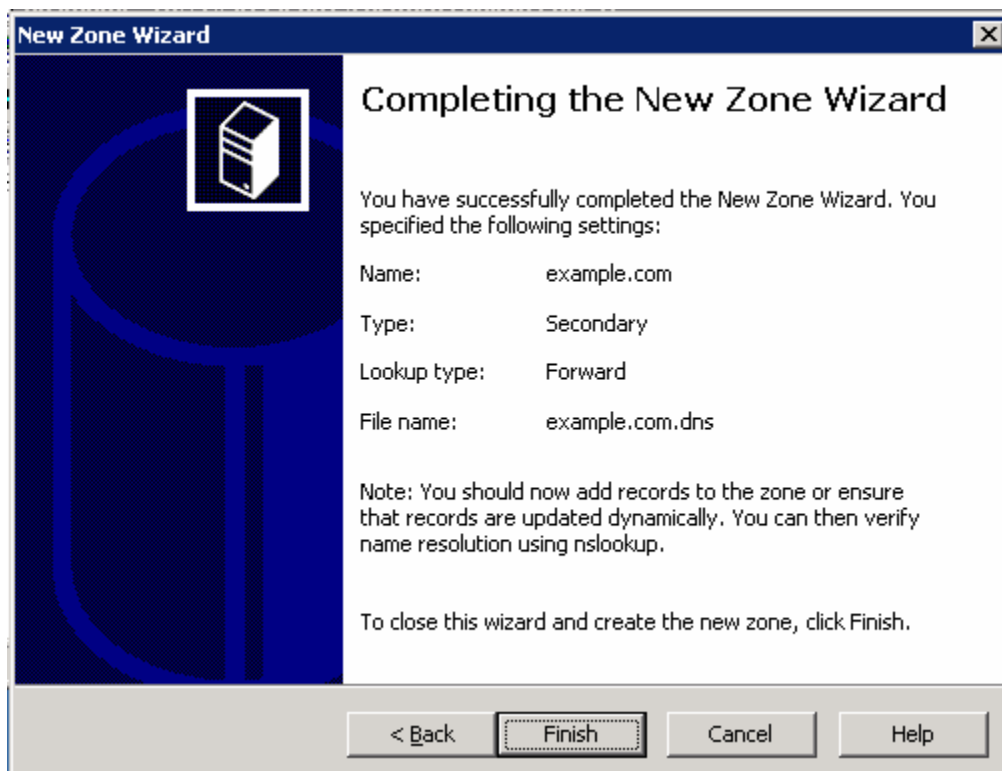 New Zone Wizard
Completing the New Zone Wizard
You have successfully completed the New Zone Wizard. You
specified the following settings:
Name: example.com
Type: Secondary
Lookup type: Forward
File name: example.com.dns
Note: You should now add records to the zone or ensure
that records are updated dynamically. You can then verify
name resolution using nslookup.
To close this wizard and create the new zone, click Finish.
< Back Finish Cancel Help